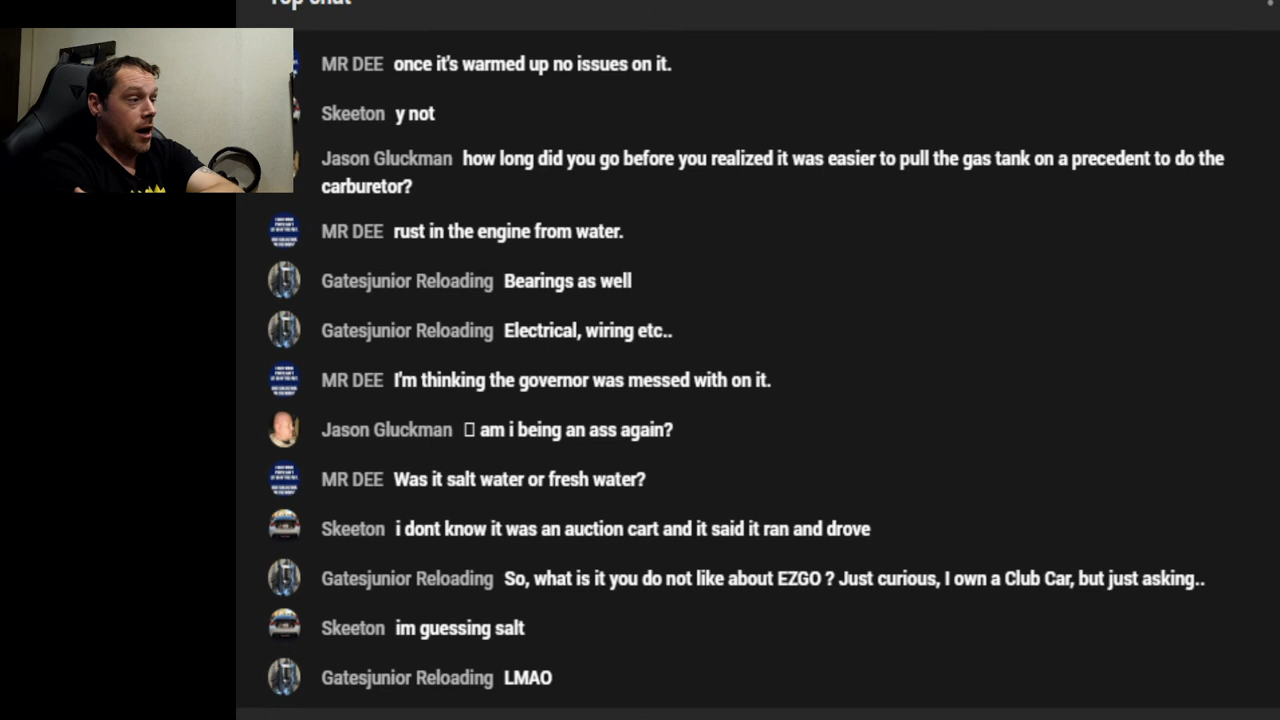 Top chat
MR DEE once it's warmed up no issues on it.
Skeeton y not
Jason Gluckman how long did you go before you realized it was easier to pull the gas tank on a precedent to do the
carburetor?
MR DEE rust in the engine from water.
Gatesjunior Reloading Bearings as well
Gatesjunior Reloading Electrical, wiring etc..
MR DEE I'm thinking the governor was messed with on it.
Jason Gluckman am i being an ass again?
MR DEE Was it salt water or fresh water?
Skeeton i dont know it was an auction cart and it said it ran and drove
Gatesjunior Reloading So, what is it you do not like about EZGO ? Just curious, I own a Club Car, but just asking..
Skeeton im guessing salt
Gatesjunior Reloading LMAO